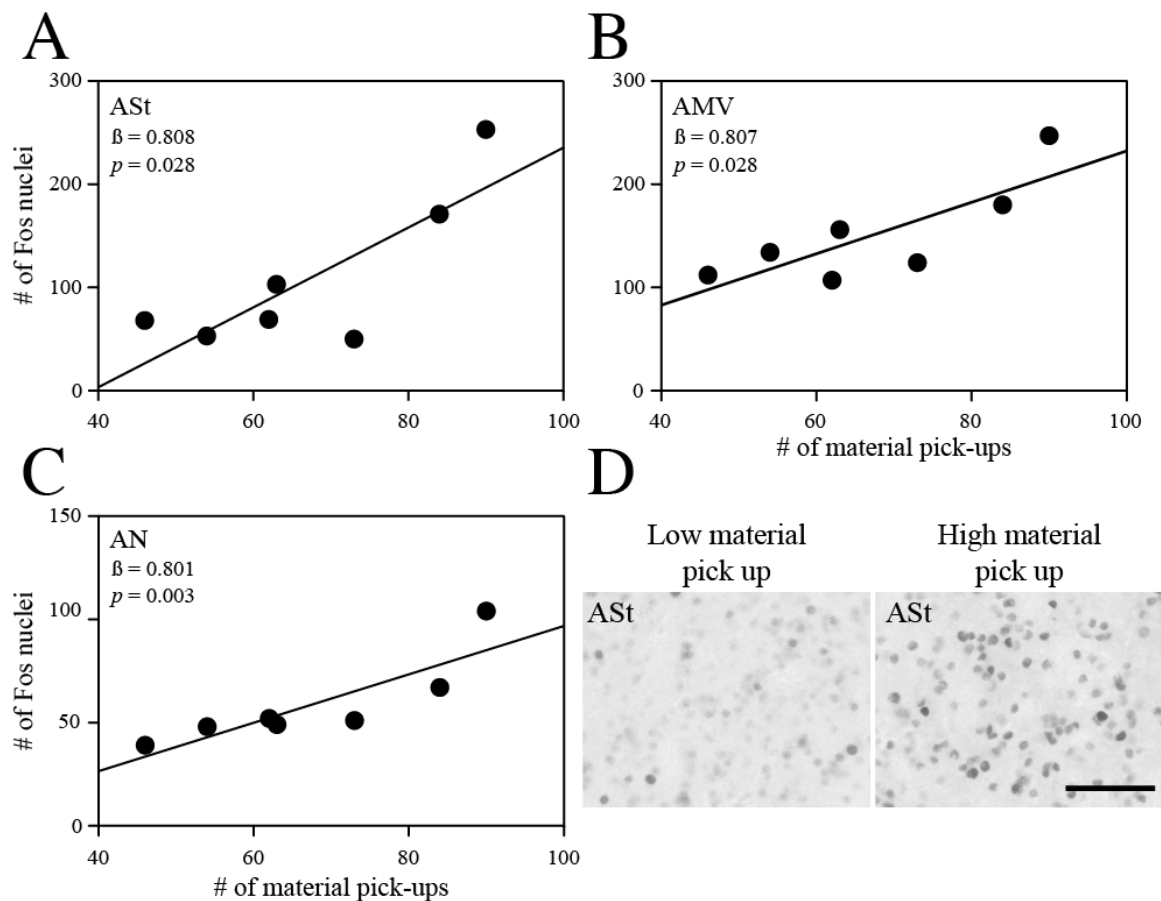 A
300
200
100
0
# of Fos nuclei
ASt
ß = 0.808
p = 0.028
40
60
80
100
B
300
200
100
0
AMV
ß = 0.807
p = 0.028
40
60
80
100
# of material pick-ups
C
150
100
50
0
# of Fos nuclei
AN
ß = 0.801
p = 0.003
40
60
80
100
# of material pick-ups
D
Low material
pick up
ASt
High material
pick up
ASt